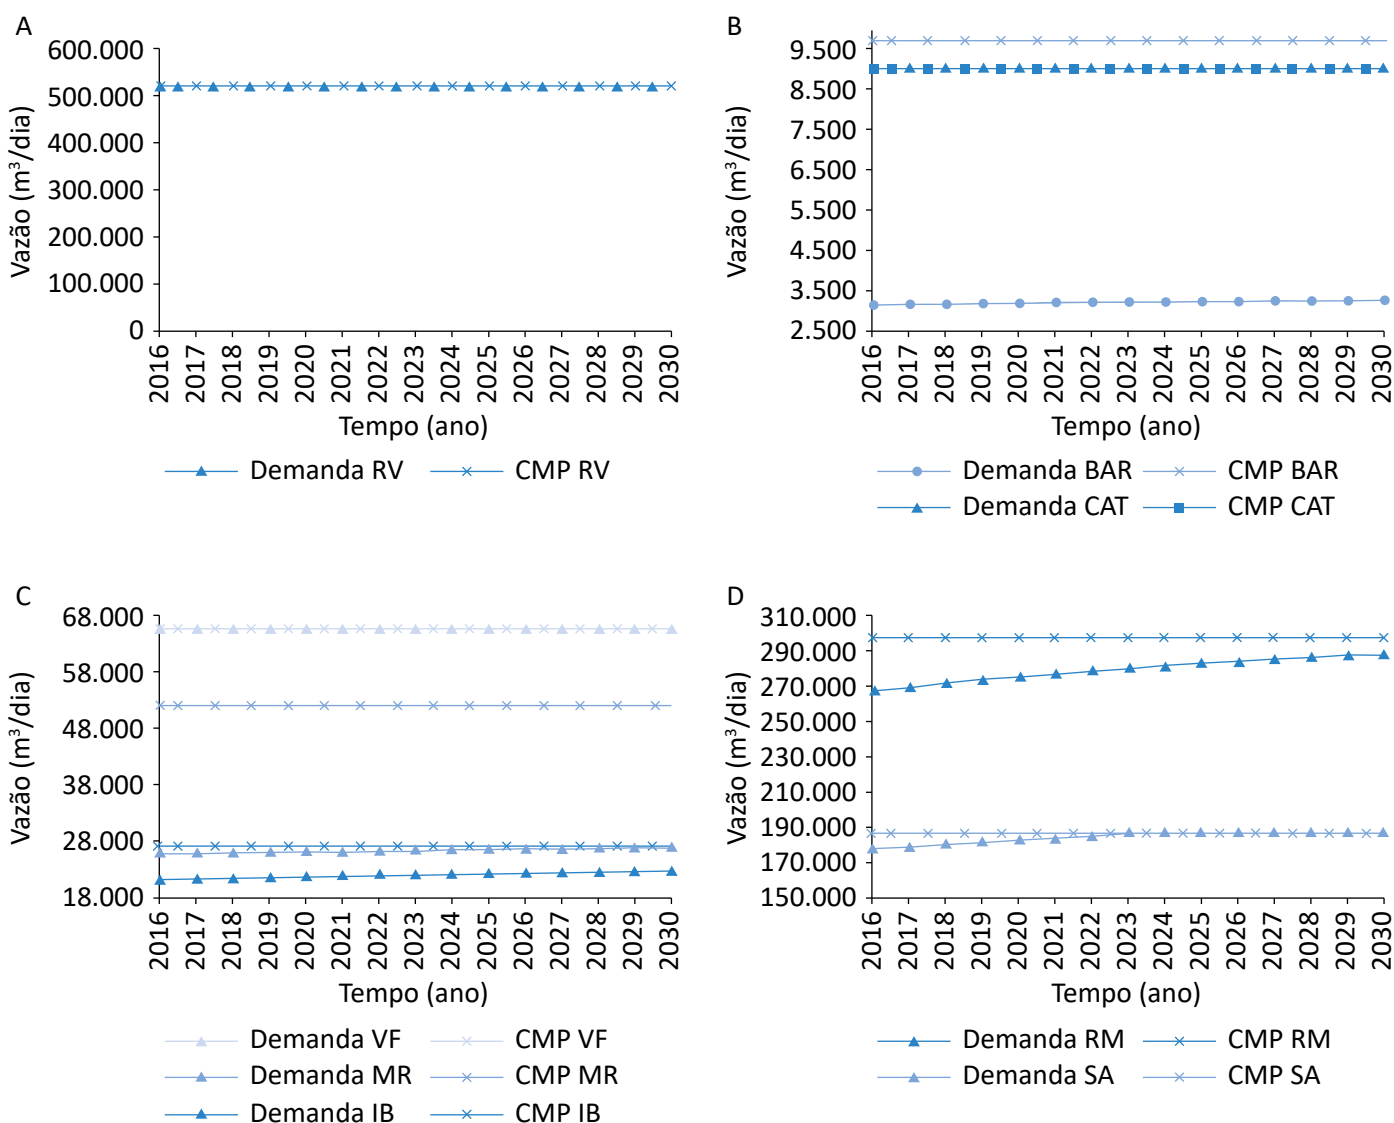 A
600.000
500.000
400.000
300.000
200.000
100.000
0
Vazão (m³/dia)
2016 2017 2018 2019 2020 2021 2022 2023 2024 2025 2026 2027 2028 2029 2030
Tempo (ano)
Demanda RV CMP RV
B
9.500
8.500
7.500
6.500
5.500
4.500
3.500
2.500
Vazão (m³/dia)
2016 2017 2018 2019 2020 2021 2022 2023 2024 2025 2026 2027 2028 2029 2030
Tempo (ano)
Demanda BAR CMP BAR
Demanda CAT CMP CAT
C
68.000
58.000
48.000
38.000
28.000
18.000
Vazão (m³/dia)
2016 2017 2018 2019 2020 2021 2022 2023 2024 2025 2026 2027 2028 2029 2030
Tempo (ano)
Demanda VF CMP VF
Demanda MR CMP MR
Demanda IB CMP IB
D
310.000
290.000
270.000
250.000
230.000
210.000
190.000
170.000
150.000
Vazão (m³/dia)
2016 2017 2018 2019 2020 2021 2022 2023 2024 2025 2026 2027 2028 2029 2030
Tempo (ano)
Demanda RM CMP RM
Demanda SA CMP SA